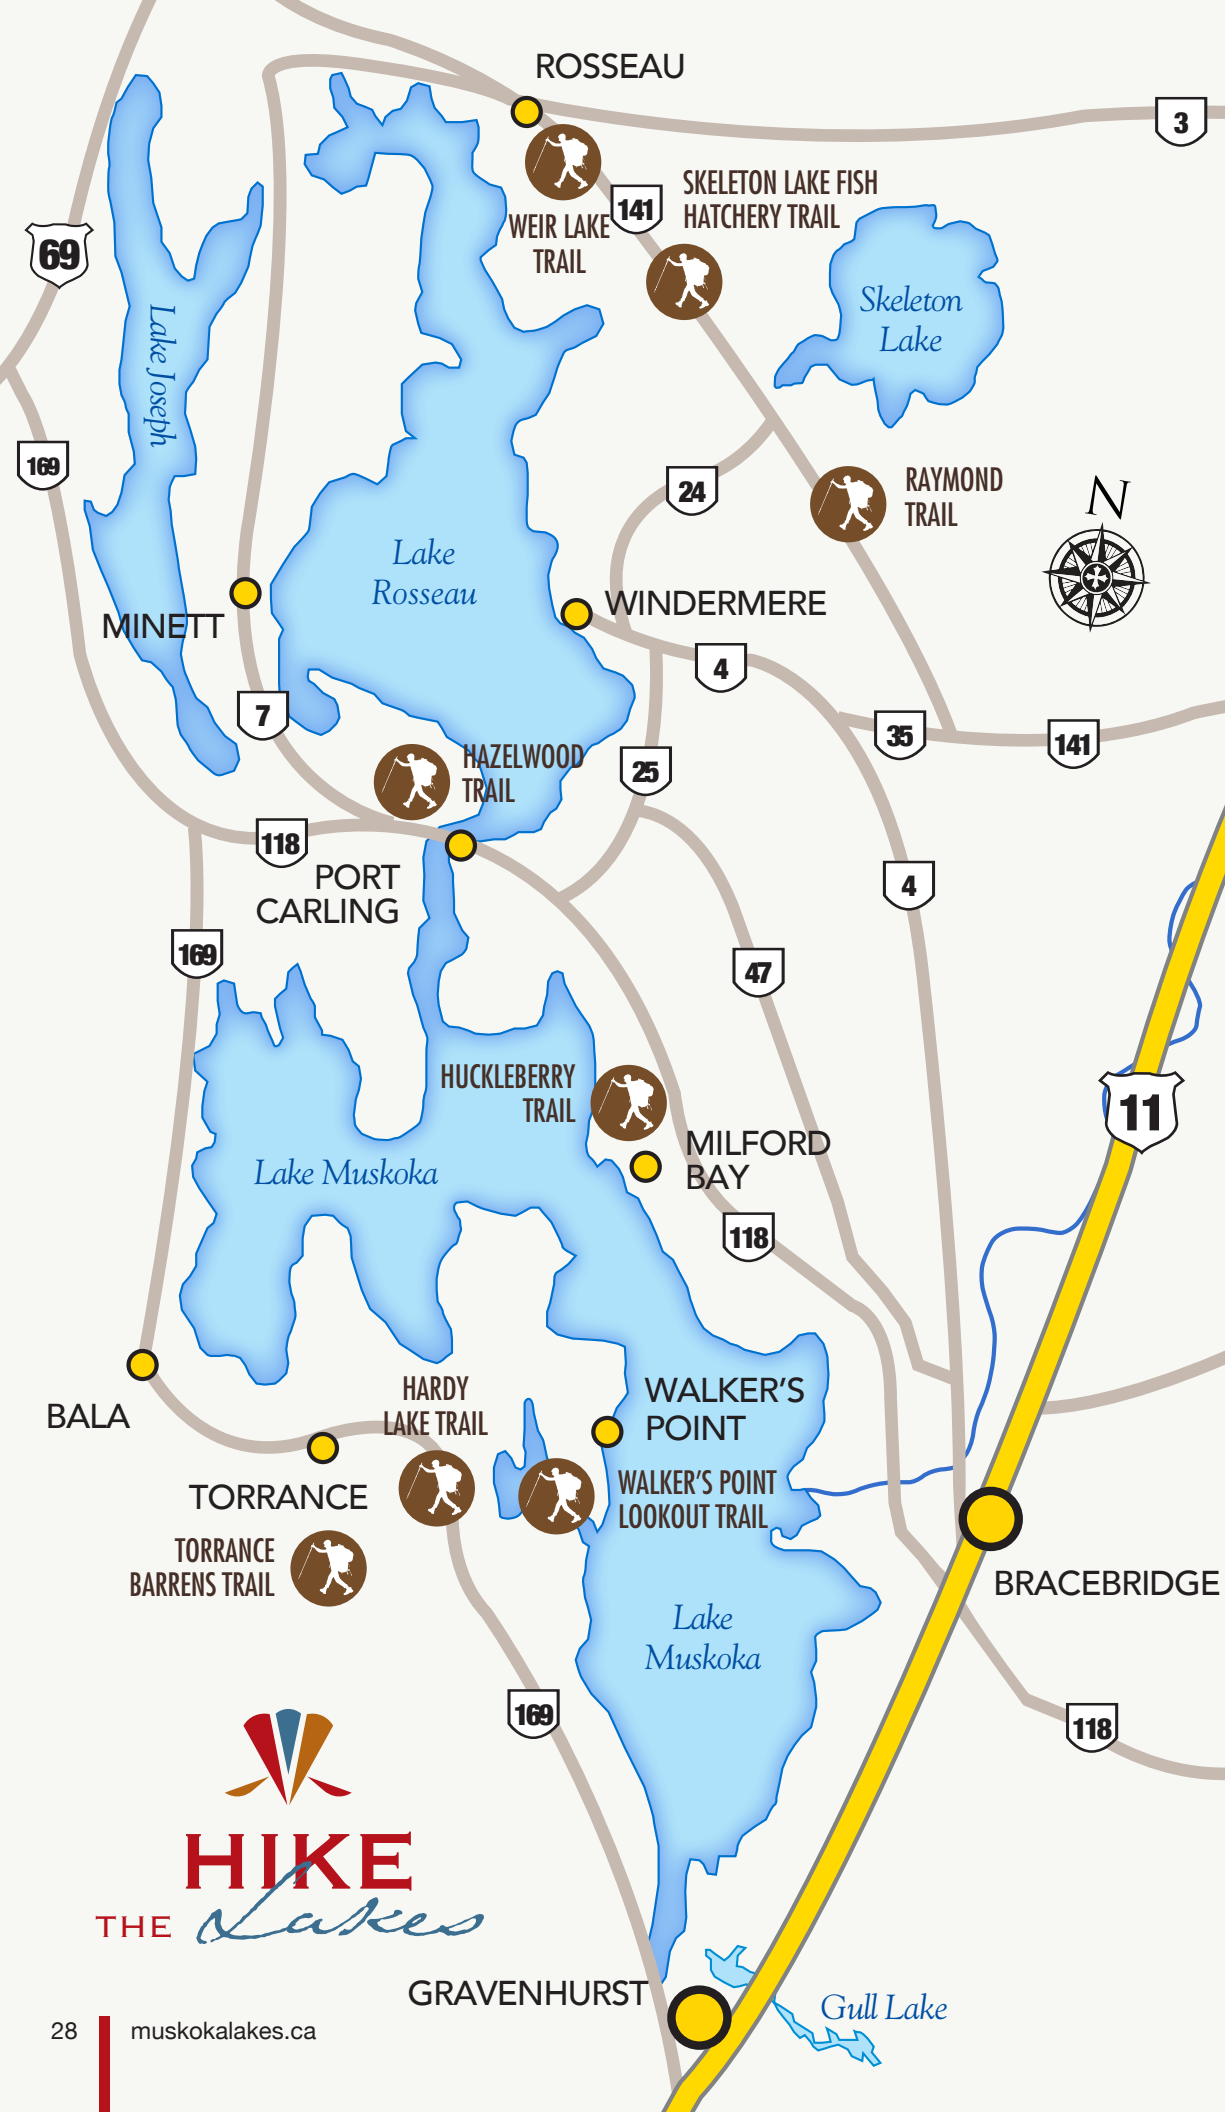 ROSSEAU
3
WEIR LAKE
TRAIL
141
SKELETON LAKE FISH
HATCHERY TRAIL
69
Skeleton
Lake
Lake Joseph
169
24
RAYMOND
TRAIL
N
Lake
Rosseau
MINETT
WINDERMERE
4
7
35
141
HAZELWOOD
TRAIL
25
118
PORT
CARLING
4
169
47
HUCKLEBERRY
TRAIL
11
MILFORD
BAY
Lake Muskoka
118
BALA
HARDY
LAKE TRAIL
WALKER'S
POINT
TORRANCE
WALKER'S POINT
LOOKOUT TRAIL
TORRANCE
BARRENS TRAIL
BRACEBRIDGE
Lake
Muskoka
169
118
HIKE
THE Lakes
GRAVENHURST
Gull Lake
28
muskokalakes.ca